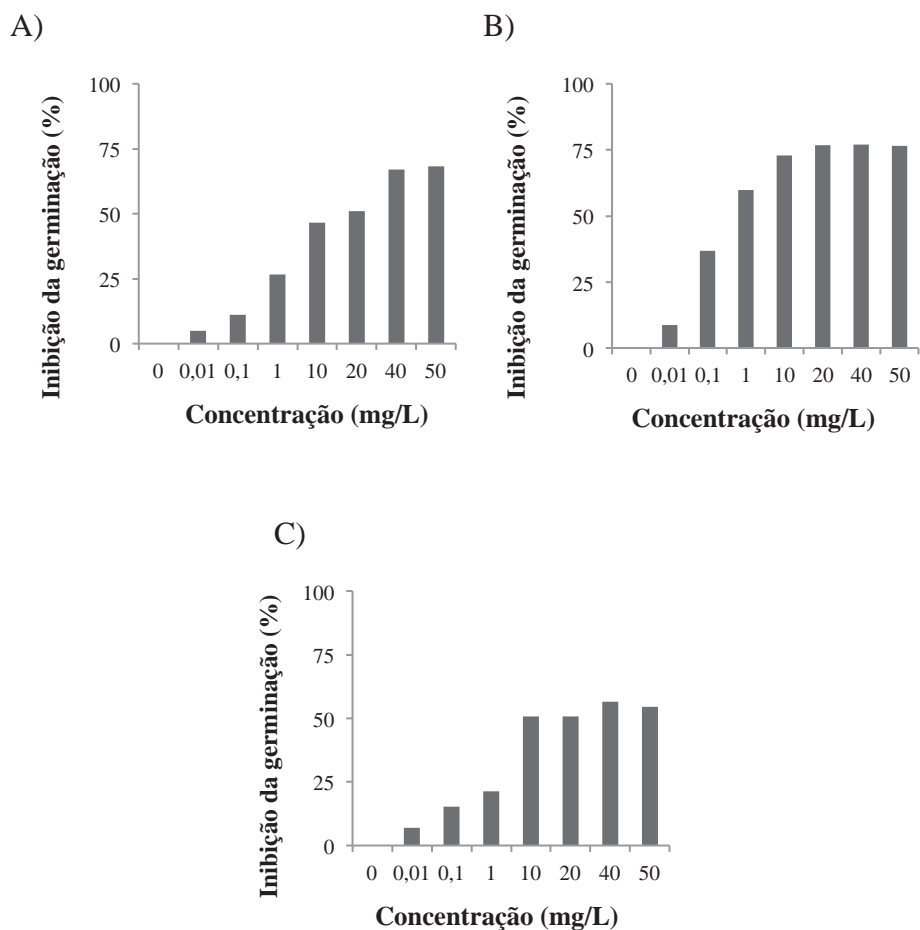 A)
Inibição da germinação (%)
100
75
50
25
0
0 0,01 0,1 1 10 20 40 50
Concentração (mg/L)
B)
Inibição da germinação (%)
100
75
50
25
0
0 0,01 0,1 1 10 20 40 50
Concentração (mg/L)
C)
Inibição da germinação (%)
100
75
50
25
0
0 0,01 0,1 1 10 20 40 50
Concentração (mg/L)